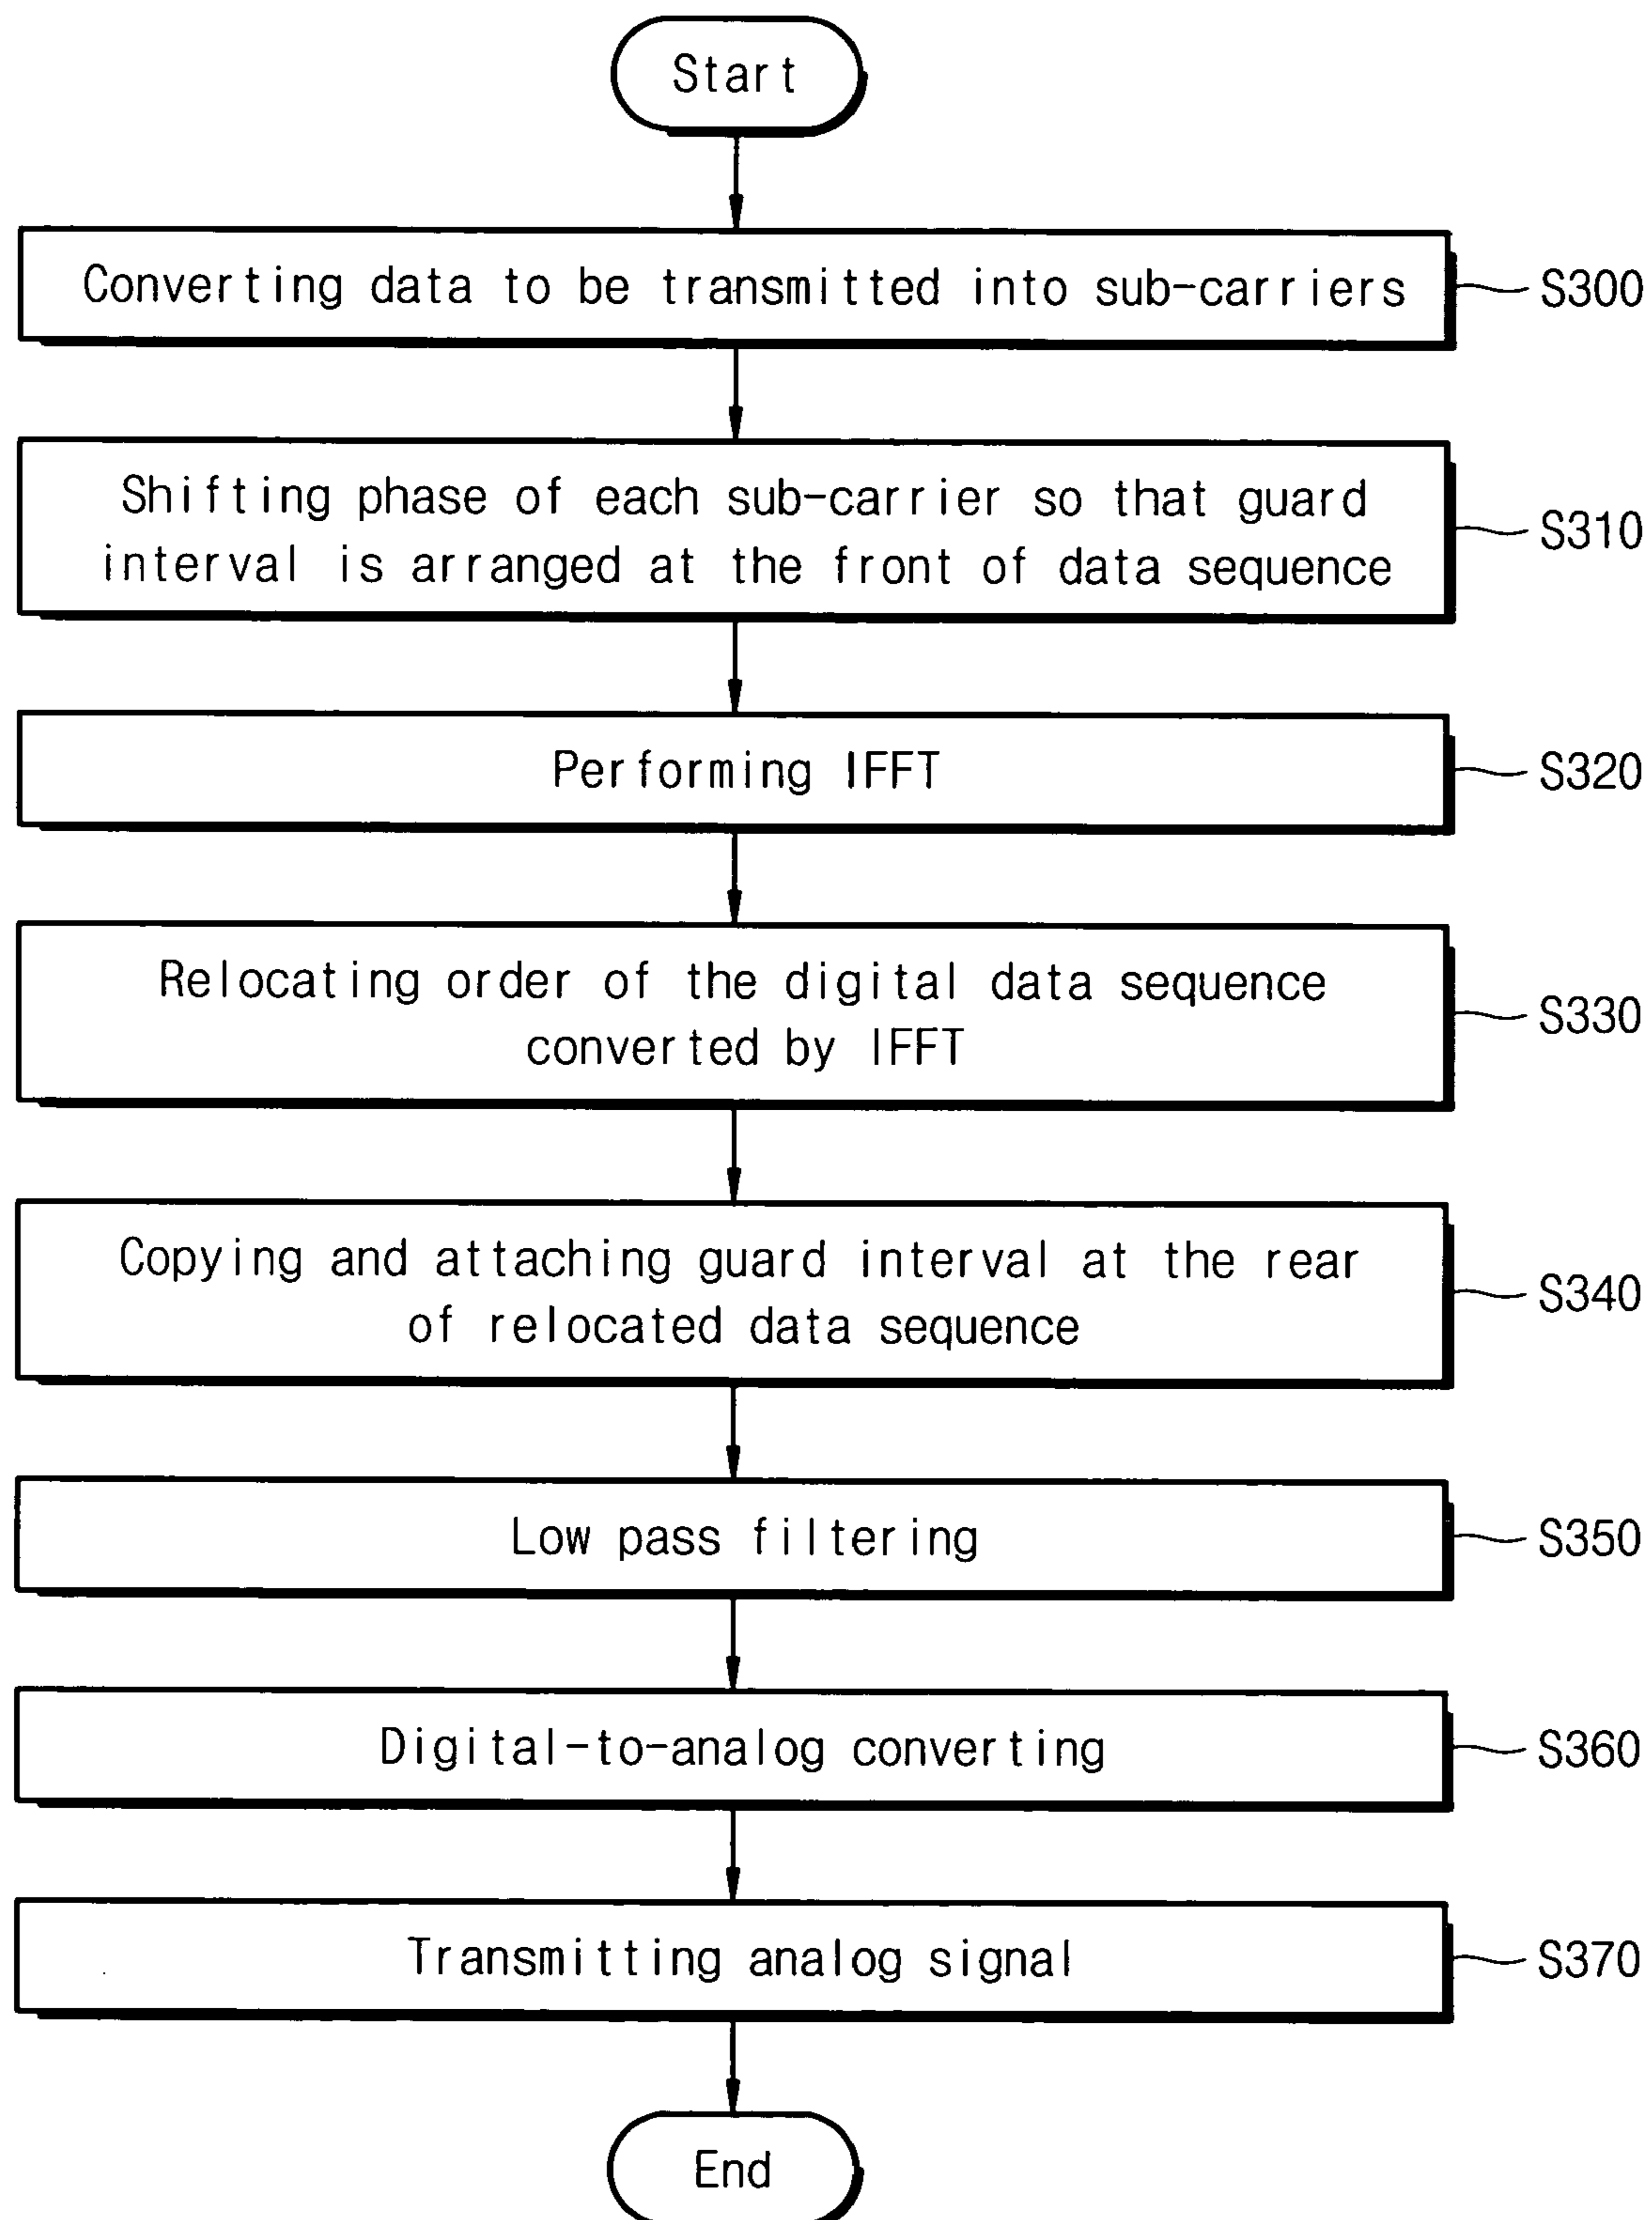 Start
Converting data to be transmitted into sub-carriers
S300
Shifting phase of each sub-carrier so that guard
interval is arranged at the front of data sequence
S310
Performing IFFT
S320
Relocating order of the digital data sequence
converted by IFFT
S330
Copying and attaching guard interval at the rear
of relocated data sequence
S340
Low pass filtering
S350
Digital-to-analog converting
S360
Transmitting analog signal
S370
End